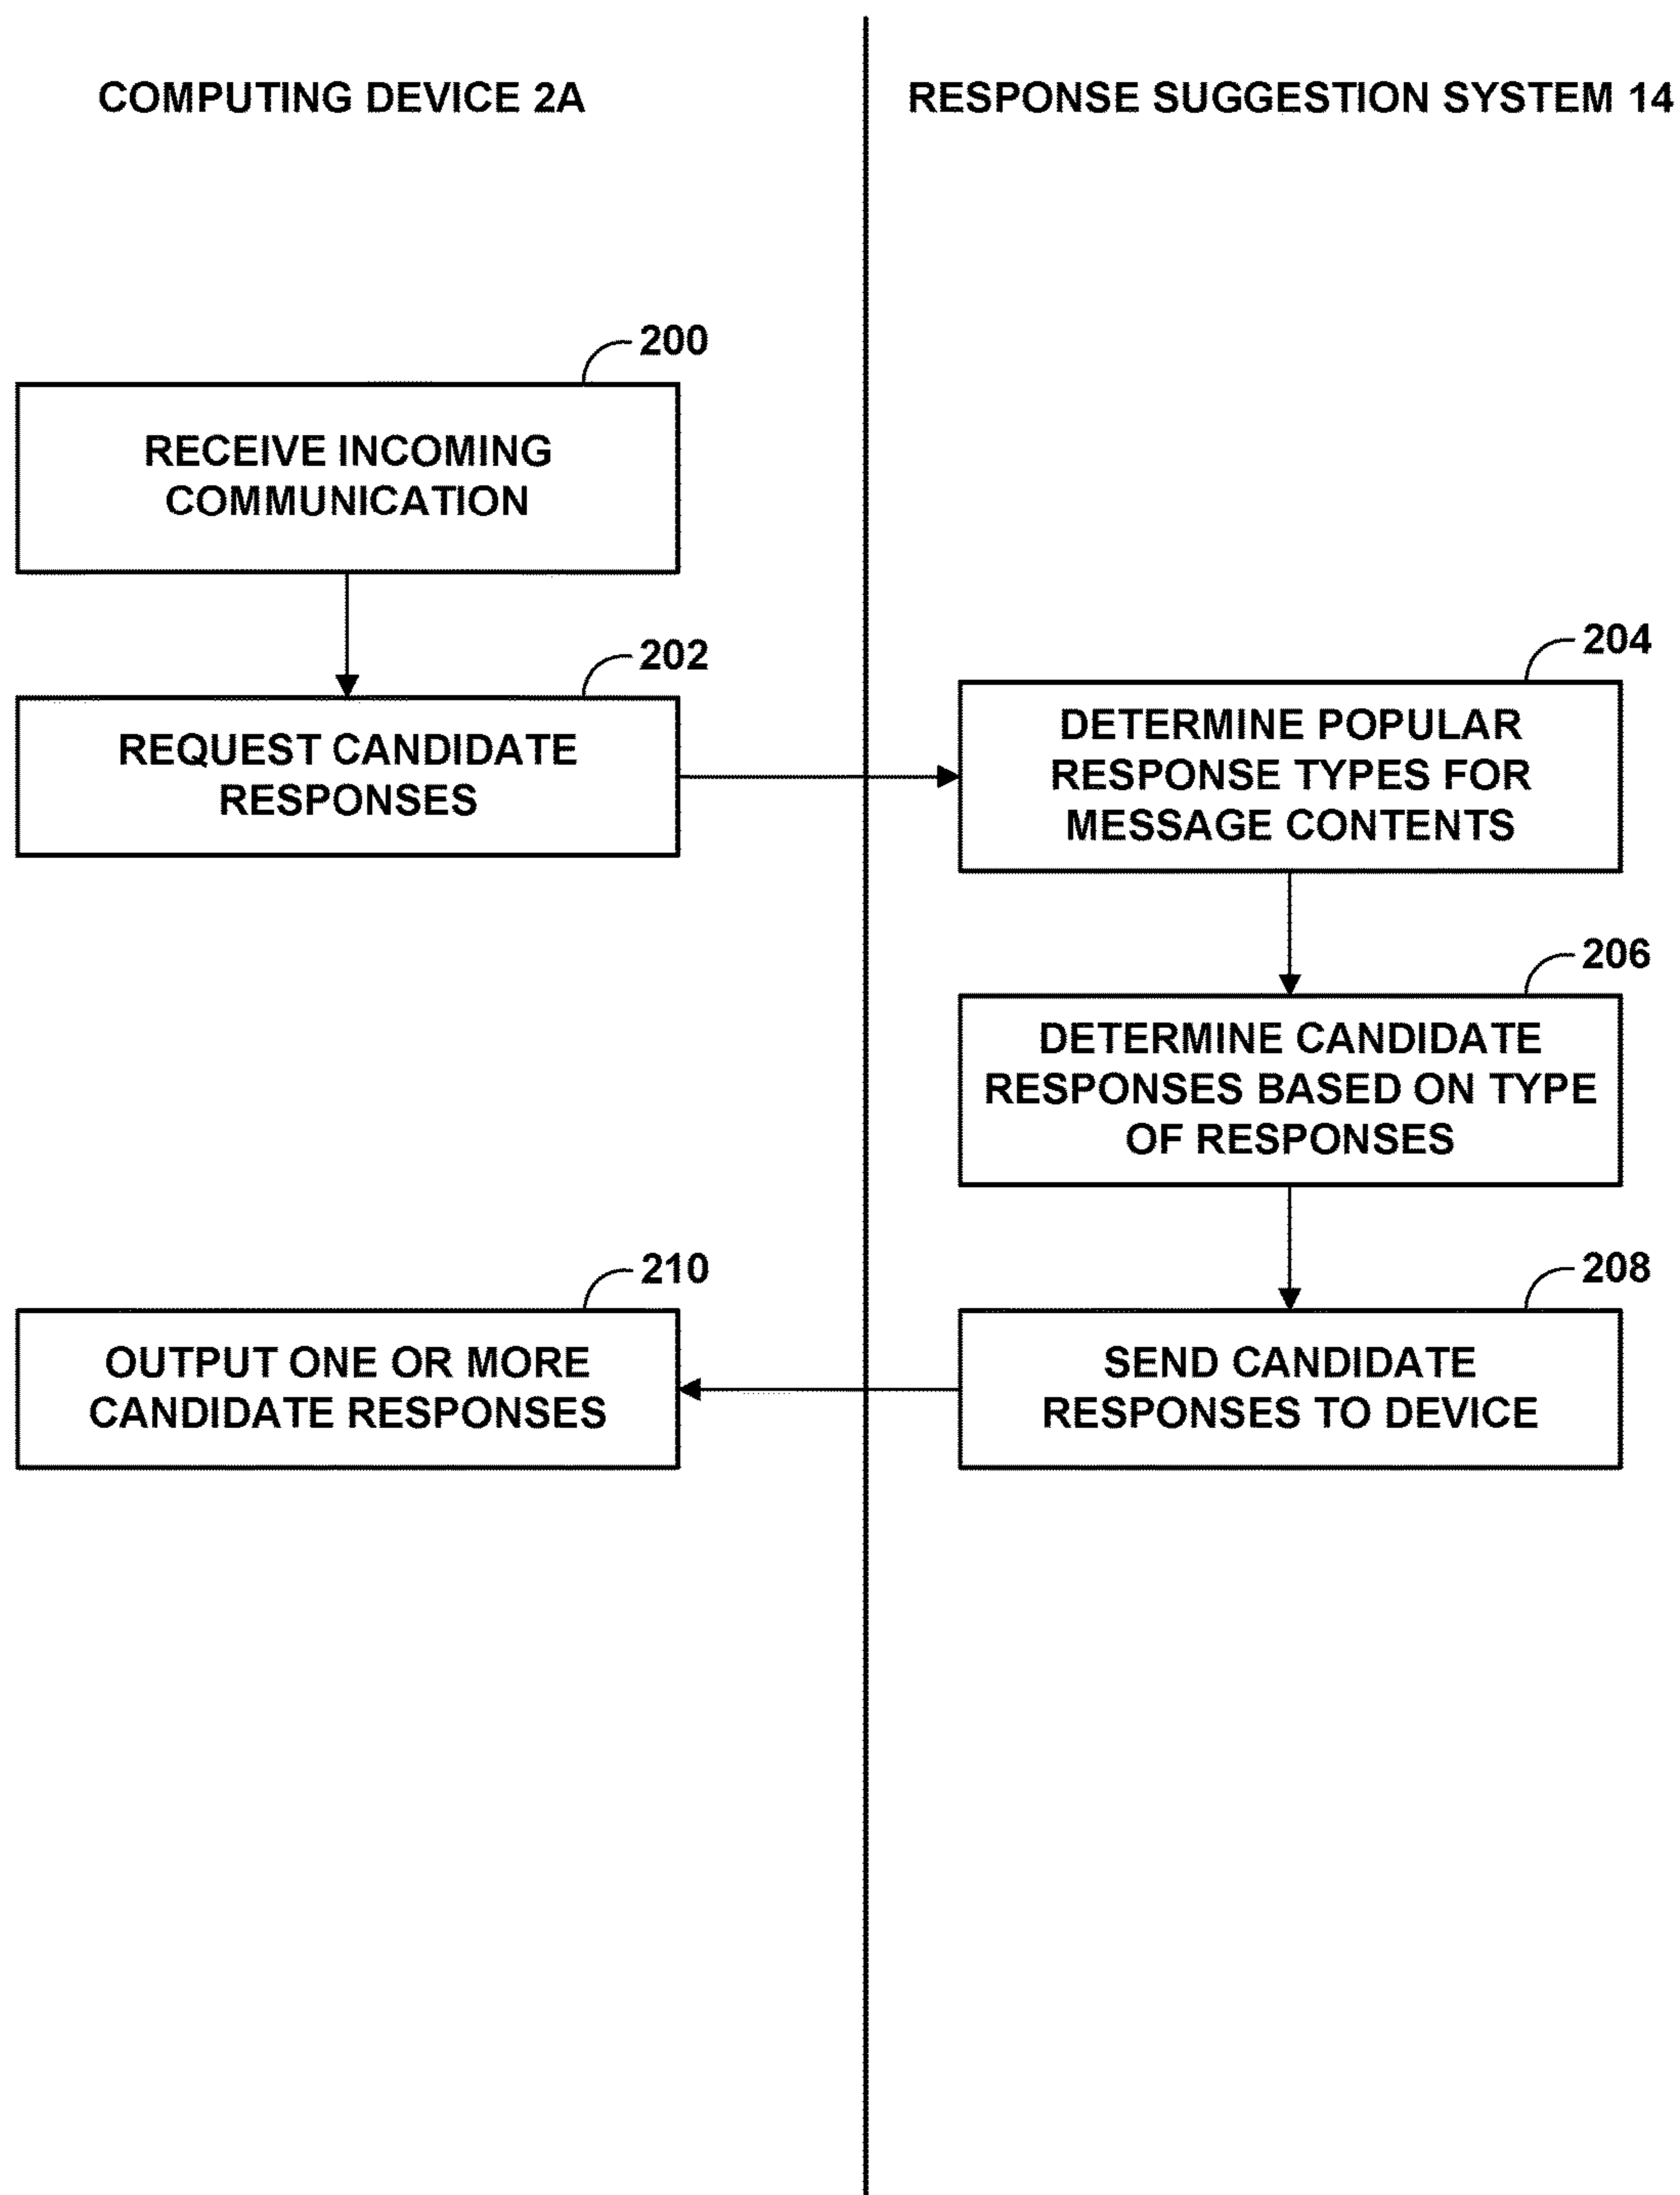 COMPUTING DEVICE 2A
RESPONSE SUGGESTION SYSTEM 14
200
RECEIVE INCOMING
COMMUNICATION
202
REQUEST CANDIDATE
RESPONSES
204
DETERMINE POPULAR
RESPONSE TYPES FOR
MESSAGE CONTENTS
206
DETERMINE CANDIDATE
RESPONSES BASED ON TYPE
OF RESPONSES
208
SEND CANDIDATE
RESPONSES TO DEVICE
210
OUTPUT ONE OR MORE
CANDIDATE RESPONSES